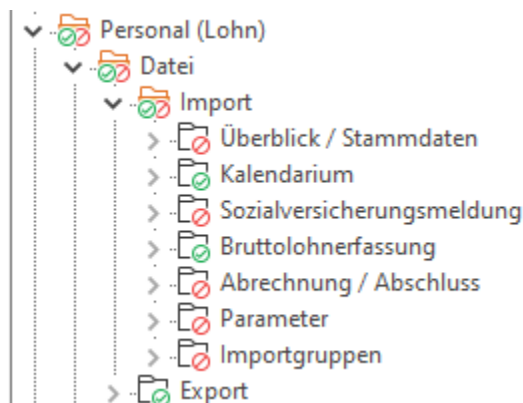 Personal (Lohn)
Datei
Import
Überblick / Stammdaten
Kalendarium
Sozialversicherungsmeldung
Bruttolohnerfassung
Abrechnung / Abschluss
Parameter
Importgruppen
Export